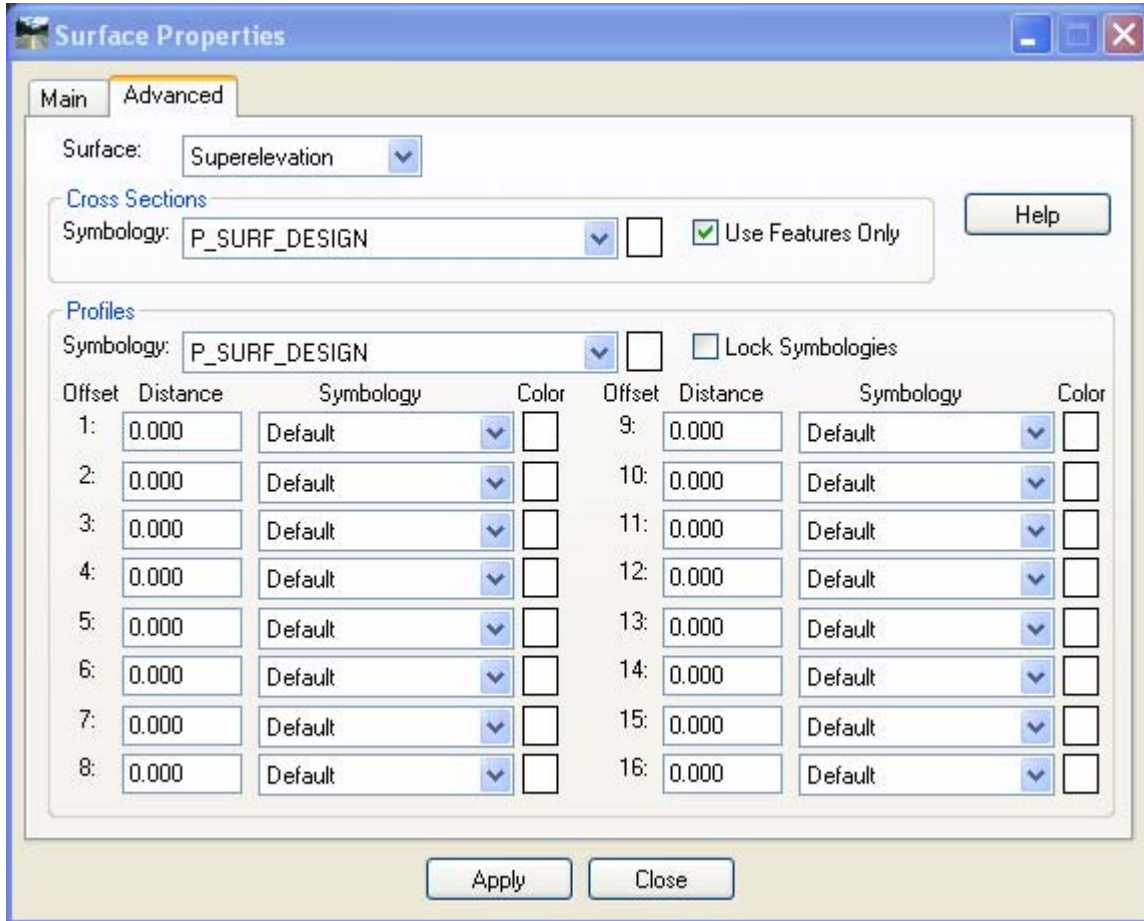 Surface Properties
Main Advanced
Surface: Superelevation
Cross Sections
Symbology: P_SURF_DESIGN Use Features Only Help
Profiles
Symbology: P_SURF_DESIGN Lock Symbologies
Offset Distance Symbology Color Offset Distance Symbology Color
1: 0.000 Default 9: 0.000 Default
2: 0.000 Default 10: 0.000 Default
3: 0.000 Default 11: 0.000 Default
4: 0.000 Default 12: 0.000 Default
5: 0.000 Default 13: 0.000 Default
6: 0.000 Default 14: 0.000 Default
7: 0.000 Default 15: 0.000 Default
8: 0.000 Default 16: 0.000 Default
Apply Close